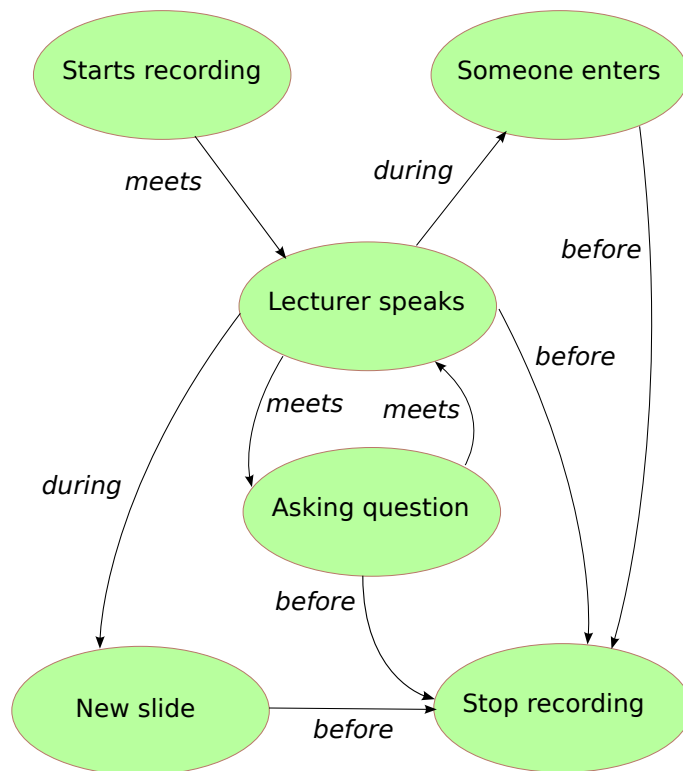 Starts recording
Someone enters
meets
during
before
Lecturer speaks
before
meets
meets
during
Asking question
before
New slide
Stop recording
before